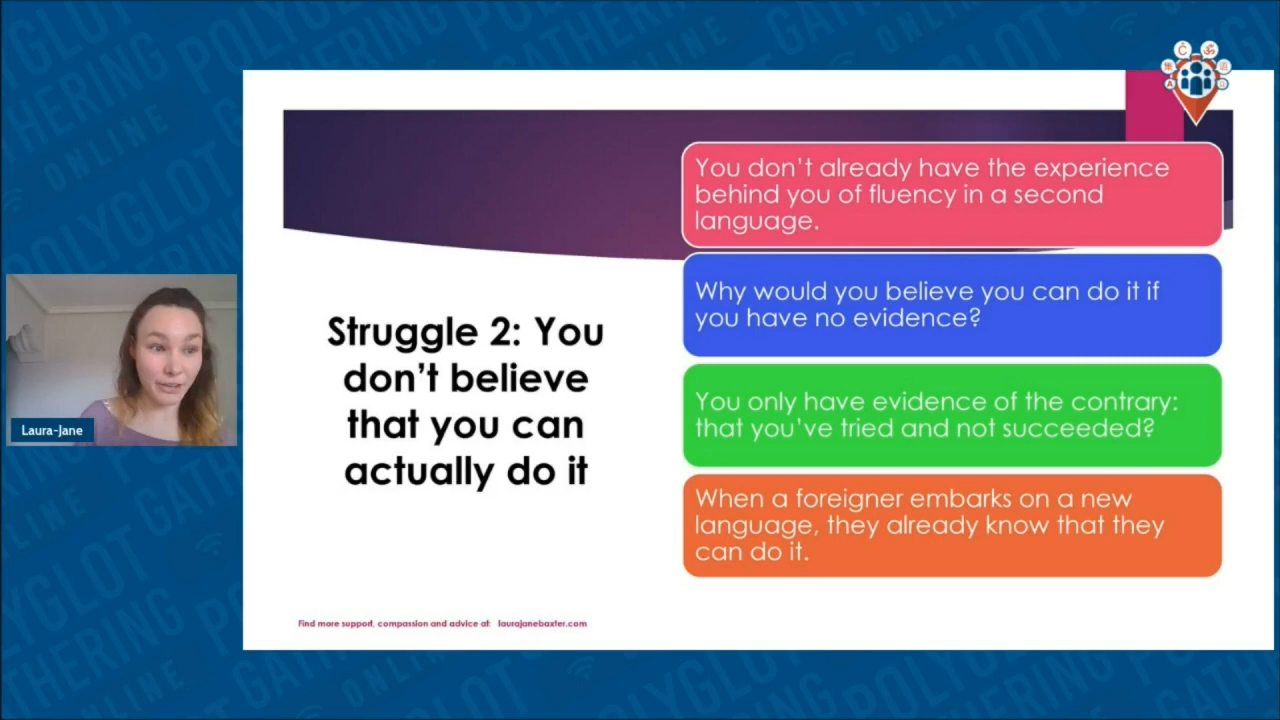 Struggle 2: You
don't believe
that you can
actually do it
You don't already have the experience
behind you of fluency in a second
language.
Why would you believe you can do it if
you have no evidence?
You only have evidence of the contrary:
that you've tried and not succeeded?
When a foreigner embarks on a new
language, they already know that they
can do it.
Find more support, compassion and advice at: laurajanebaxter.com
Laura-Jane
POLYGLOT
GATHERING
ONLINE